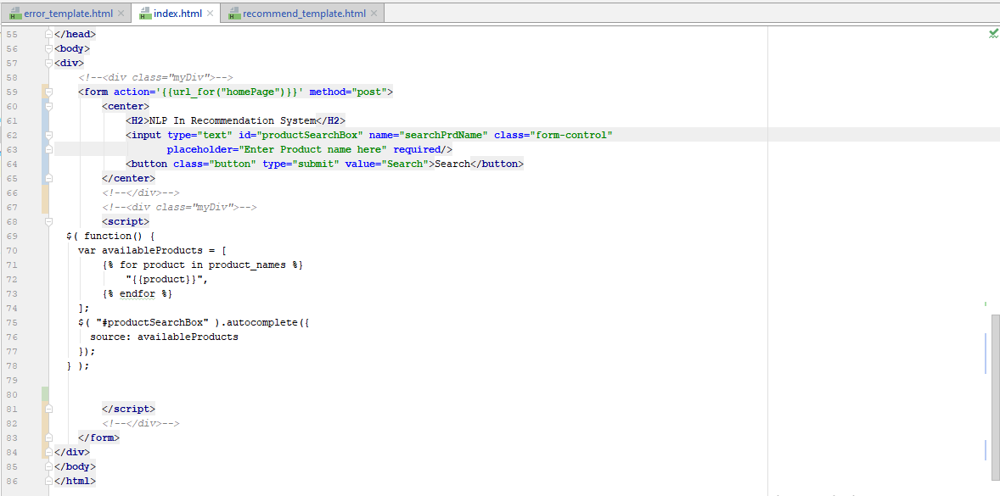 error_template.html × index.html × recommend_template.html ×
55 </head>
56 <body>
57 <div>
58 <!--<div class="myDiv">-->
59 <form action='{{url_for("homePage")}}' method="post">
60 <center>
61 <H2>NLP In Recommendation System</H2>
62 <input type="text" id="productSearchBox" name="searchPrdName" class="form-control"
63 placeholder="Enter Product name here" required/>
64 <button class="button" type="submit" value="Search">Search</button>
65 </center>
66 <!--</div>-->
67 <!--<div class="myDiv">-->
68 <script>
69 $( function() {
70 var availableProducts = [
71 {% for product in product_names %}
72 "{{product}}",
73 {% endfor %}
74 ];
75 $( "#productSearchBox" ).autocomplete({
76 source: availableProducts
77 });
78 } );
79
80
81 </script>
82 <!--</div>-->
83 </form>
84 </div>
85 </body>
86 </html>